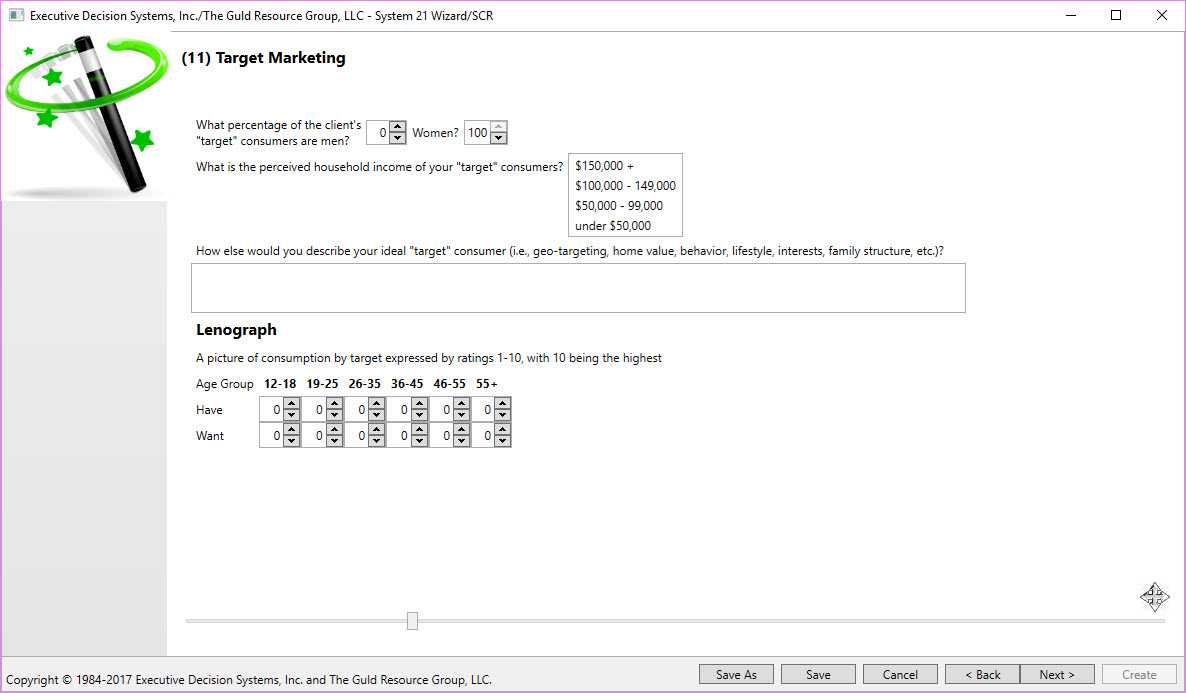 Executive Decision Systems, Inc./The Guld Resource Group, LLC - System 21 Wizard/SCR
(11) Target Marketing
What percentage of the client's
"target" consumers are men? 0 Women? 100
What is the perceived household income of your "target" consumers?
$150,000 +
$100,000 - 149,000
$50,000 - 99,000
under $50,000
How else would you describe your ideal "target" consumer (i.e., geo-targeting, home value, behavior, lifestyle, interests, family structure, etc.)?
Lenograph
A picture of consumption by target expressed by ratings 1-10, with 10 being the highest
Age Group 12-18 19-25 26-35 36-45 46-55 55+
Have 0 0 0 0 0 0
Want 0 0 0 0 0 0
Copyright © 1984-2017 Executive Decision Systems, Inc. and The Guld Resource Group, LLC.
Save As Save Cancel < Back Next > Create